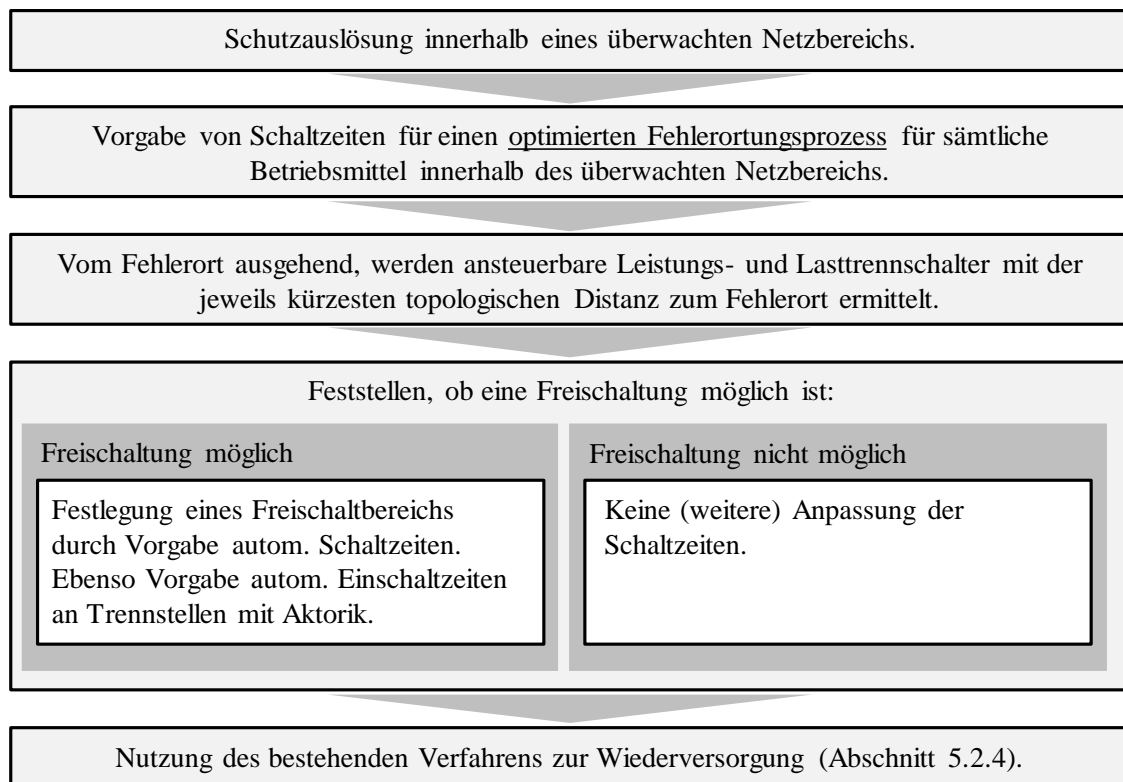 Schutzauslösung innerhalb eines überwachten Netzbereichs.
Vorgabe von Schaltzeiten für einen optimierten Fehlerortungsprozess für sämtliche
Betriebsmittel innerhalb des überwachten Netzbereichs.
Vom Fehlerort ausgehend, werden ansteuerbare Leistungs- und Lasttrennschalter mit der
jeweils kürzesten topologischen Distanz zum Fehlerort ermittelt.
Feststellen, ob eine Freischaltung möglich ist:
Freischaltung möglich
Festlegung eines Freischaltbereichs
durch Vorgabe autom. Schaltzeiten.
Ebenso Vorgabe autom. Einschaltzeiten
an Trennstellen mit Aktorik.
Freischaltung nicht möglich
Keine (weitere) Anpassung der
Schaltzeiten.
Nutzung des bestehenden Verfahrens zur Wiederversorgung (Abschnitt 5.2.4).